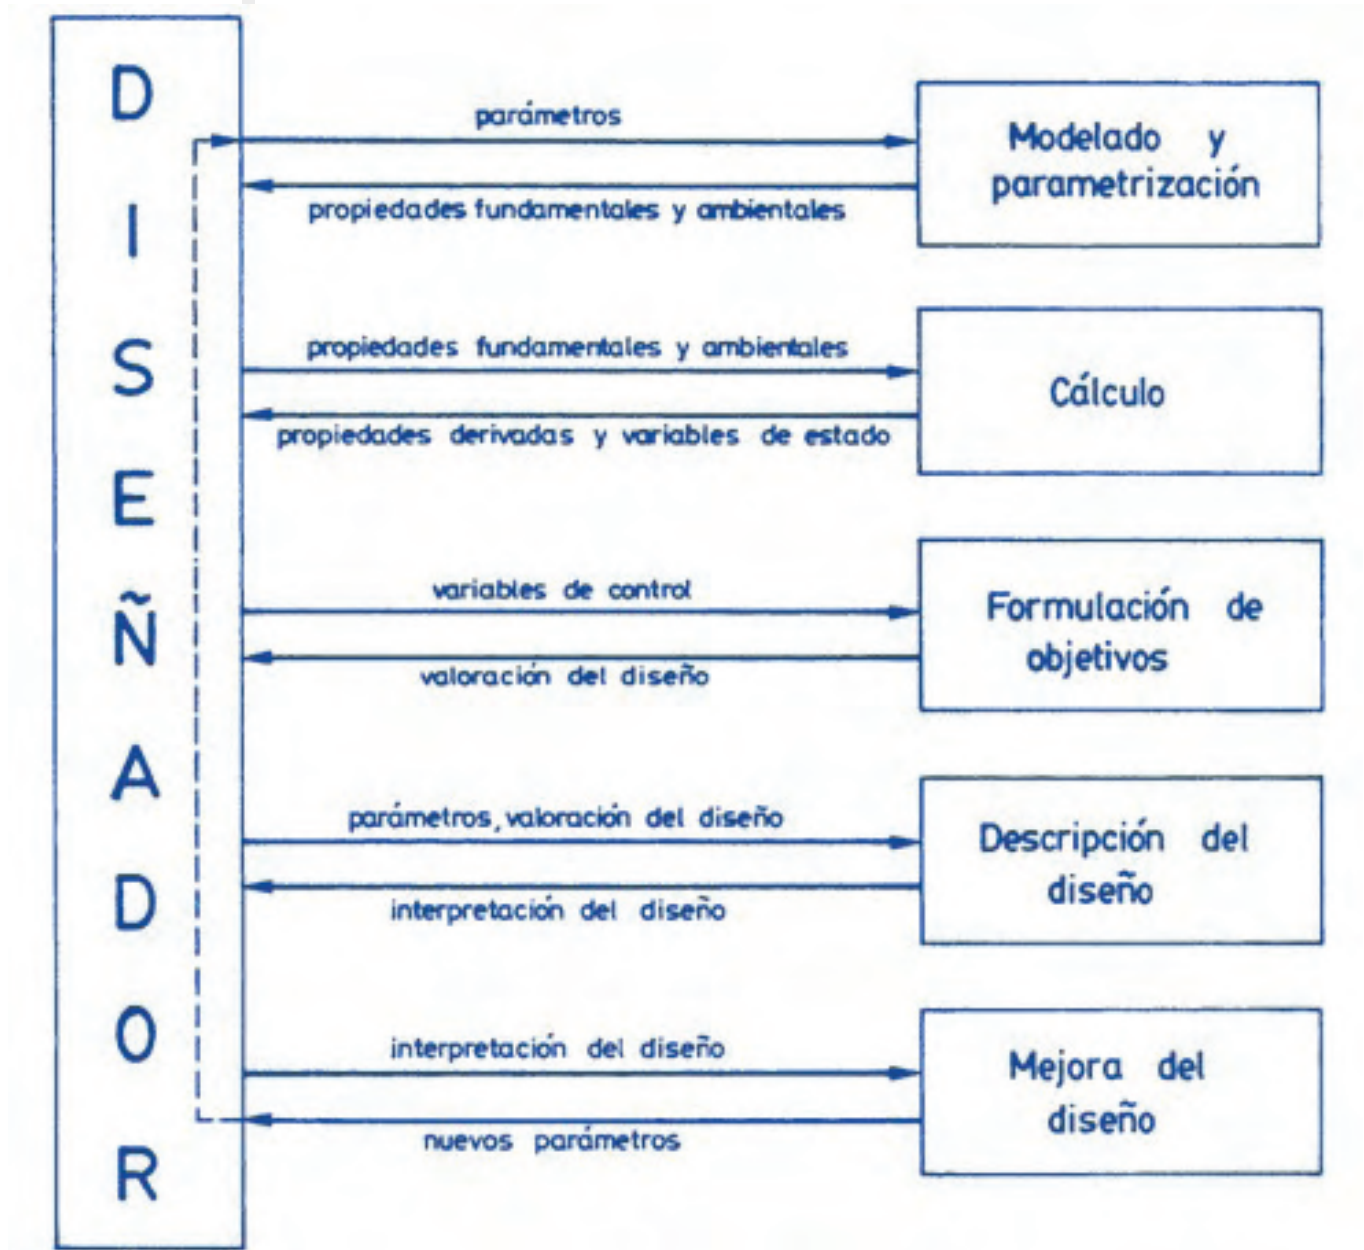 DISEÑADOR
parámetros
Modelado y
parametrización
propiedades fundamentales y ambientales
propiedades fundamentales y ambientales
Cálculo
propiedades derivadas y variables de estado
variables de control
Formulación de
objetivos
valoración del diseño
parámetros, valoración del diseño
Descripción del
diseño
interpretación del diseño
interpretación del diseño
Mejora del
diseño
nuevos parámetros